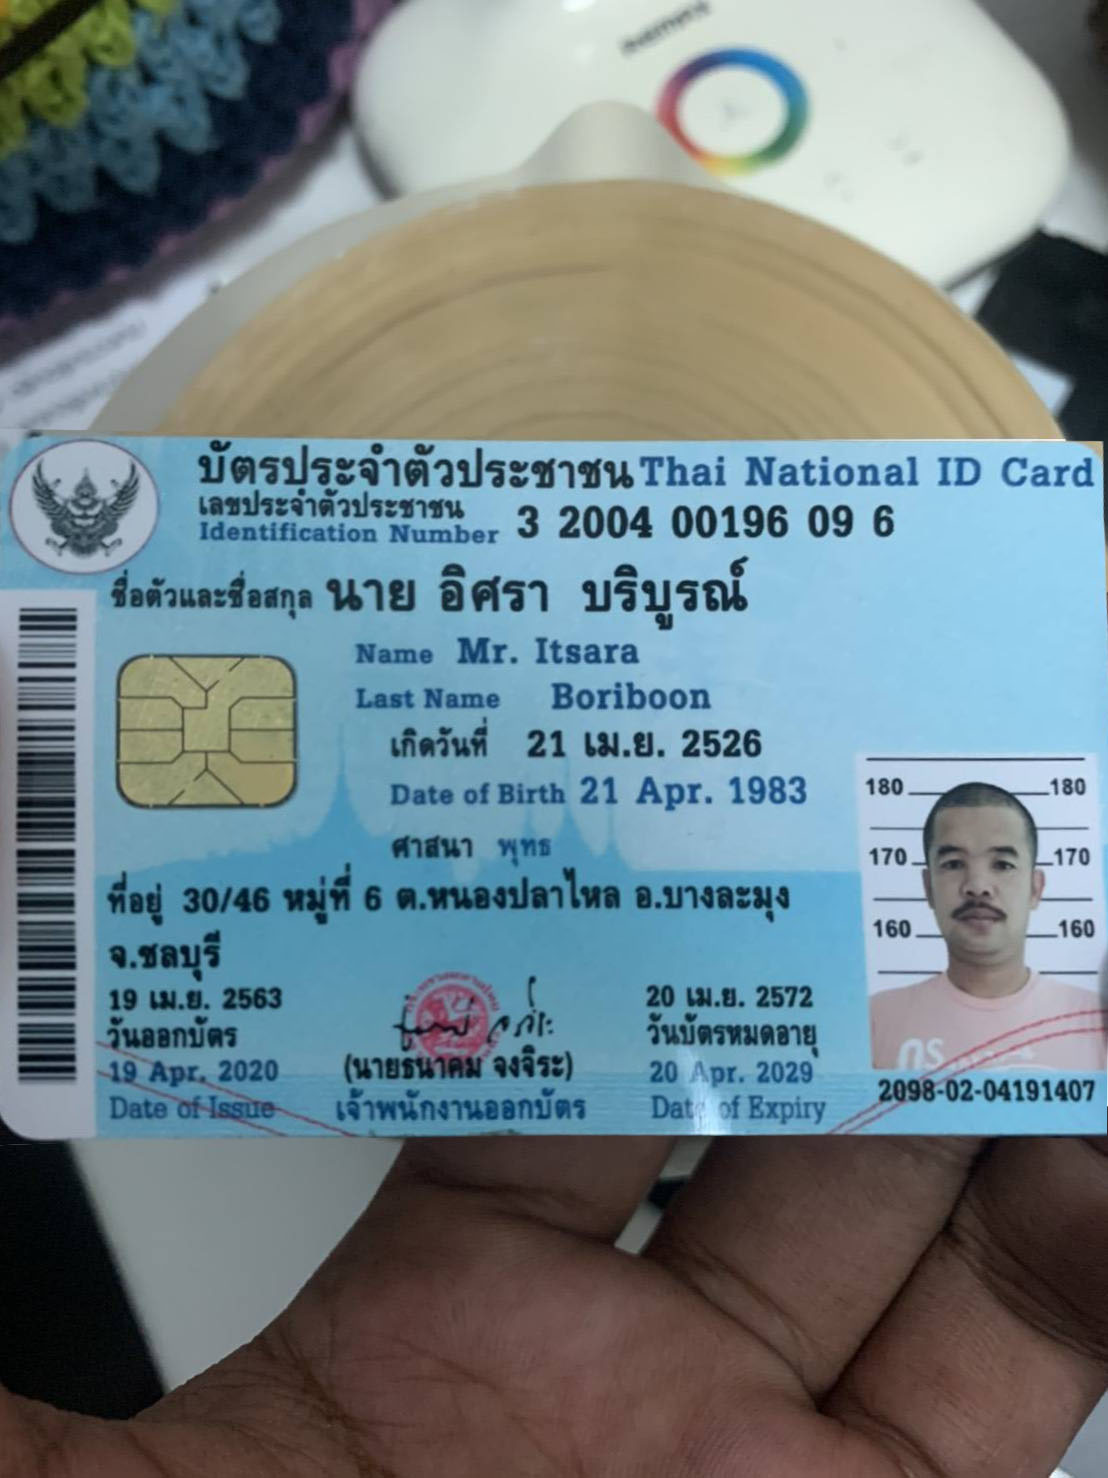 thermomix
บัตรประจำตัวประชาชน Thai National ID Card
เลขประจำตัวประชาชน
Identification Number 3 2004 00196 09 6
ชื่อตัวและชื่อสกุล นาย อิศรา บริบูรณ์
Name Mr. Itsara
Last Name Boriboon
เกิดวันที่ 21 เม.ย. 2526
Date of Birth 21 Apr. 1983
ศาสนา พุทธ
ที่อยู่ 30/46 หมู่ที่ 6 ต.หนองปลาไหล อ.บางละมุง
จ.ชลบุรี
19 เม.ย. 2563
วันออกบัตร
19 Apr. 2020
Date of Issue
(นายธนาคม จงจิระ)
เจ้าพนักงานออกบัตร
20 เม.ย. 2572
วันบัตรหมดอายุ
20 Apr. 2029
Date of Expiry
180 180
170 170
160 160
2098-02-04191407